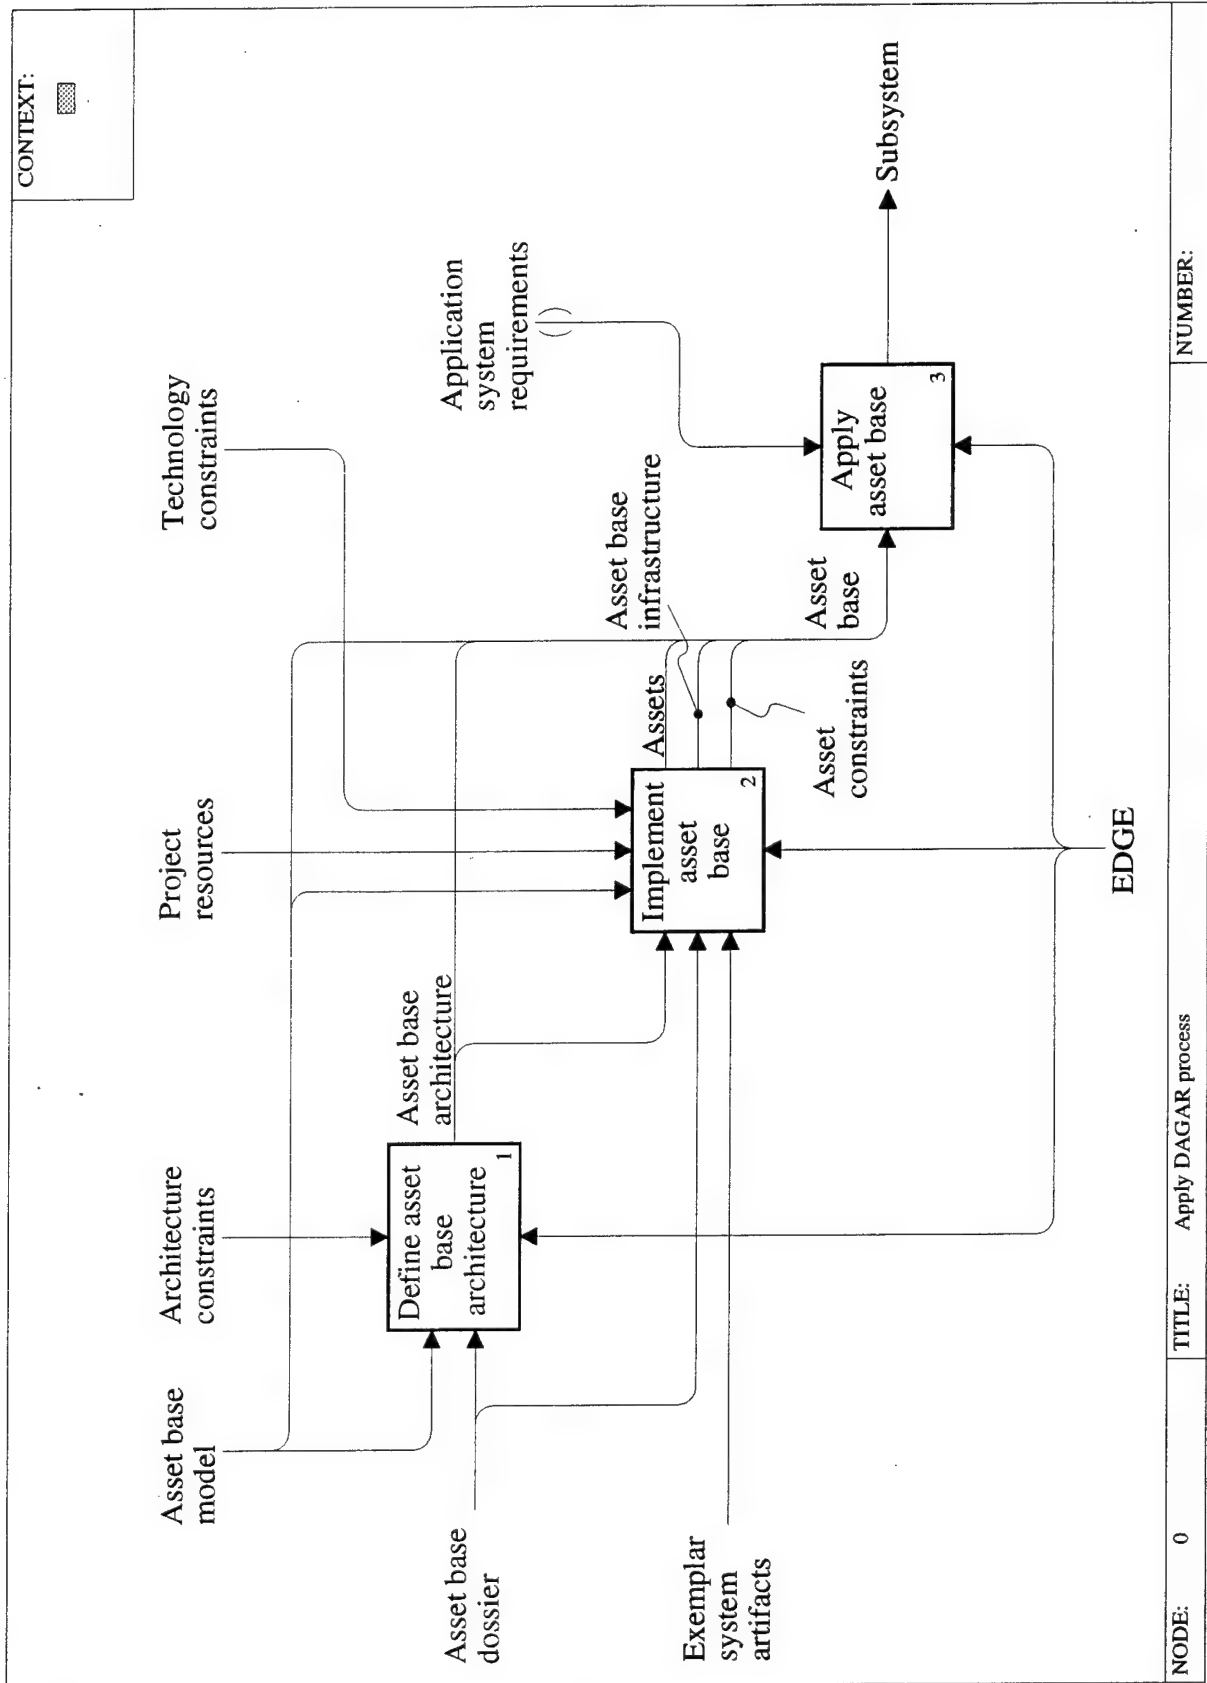 CONTEXT:
Asset base
model
Architecture
constraints
Project
resources
Technology
constraints
Application
system
requirements
Asset base
dossier
Define asset
base
architecture
1
Asset base
architecture
Exemplar
system
artifacts
Implement
asset
base
2
Assets
Asset base
infrastructure
Asset
constraints
Asset
base
Apply
asset base
3
Subsystem
EDGE
NODE: 0
TITLE: Apply DAGAR process
NUMBER: